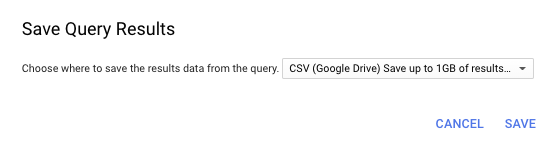 Save Query Results
Choose where to save the results data from the query. CSV (Google Drive) Save up to 1GB of results...
CANCEL SAVE